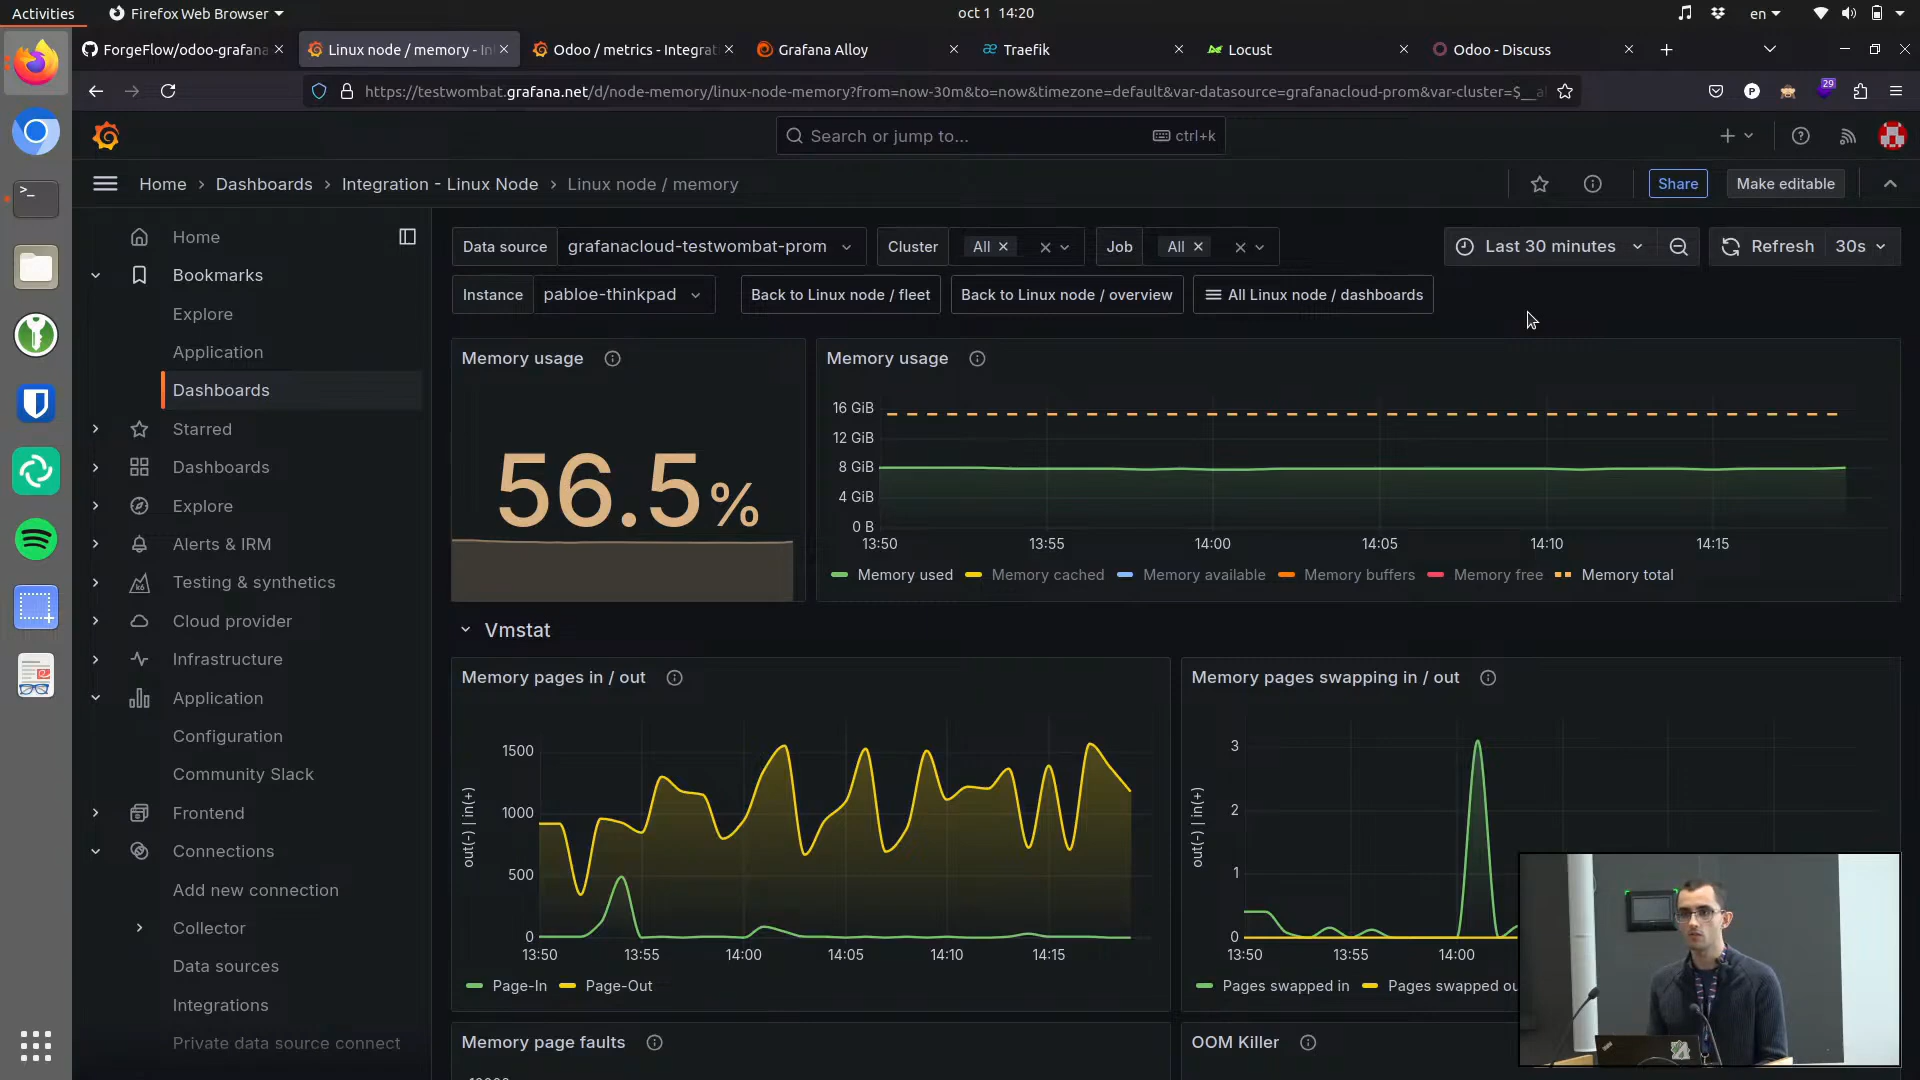 Activities
Firefox Web Browser
oct 1 14:20
en
ForgeFlow/odoo-grafana
Linux node / memory - In
Odoo / metrics - Integrat
Grafana Alloy
Traefik
Locust
Odoo - Discuss
https://testwombat.grafana.net/d/node-memory/linux-node-memory?from=now-30m&to=now&timezone=default&var-datasource=grafanacloud-prom&var-cluster=$__al
P
29
Search or jump to...
ctrl+k
Home
Dashboards
Integration - Linux Node
Linux node / memory
Share
Make editable
Home
Bookmarks
Explore
Application
Dashboards
Starred
Dashboards
Explore
Alerts & IRM
Testing & synthetics
Cloud provider
Infrastructure
Application
Configuration
Community Slack
Frontend
Connections
Add new connection
Collector
Data sources
Integrations
Private data source connect
Data source
grafanacloud-testwombat-prom
Cluster
All
Job
All
Last 30 minutes
Refresh
30s
Instance
pabloe-thinkpad
Back to Linux node / fleet
Back to Linux node / overview
All Linux node / dashboards
Memory usage
56.5%
Memory usage
16 GiB
12 GiB
8 GiB
4 GiB
0 B
13:50
13:55
14:00
14:05
14:10
14:15
Memory used
Memory cached
Memory available
Memory buffers
Memory free
Memory total
Vmstat
Memory pages in / out
out(-) | in(+)
1500
1000
500
0
13:50
13:55
14:00
14:05
14:10
14:15
Page-In
Page-Out
Memory pages swapping in / out
out(-) | in(+)
3
2
1
0
13:50
13:55
14:00
Pages swapped in
Pages swapped ou
Memory page faults
OOM Killer